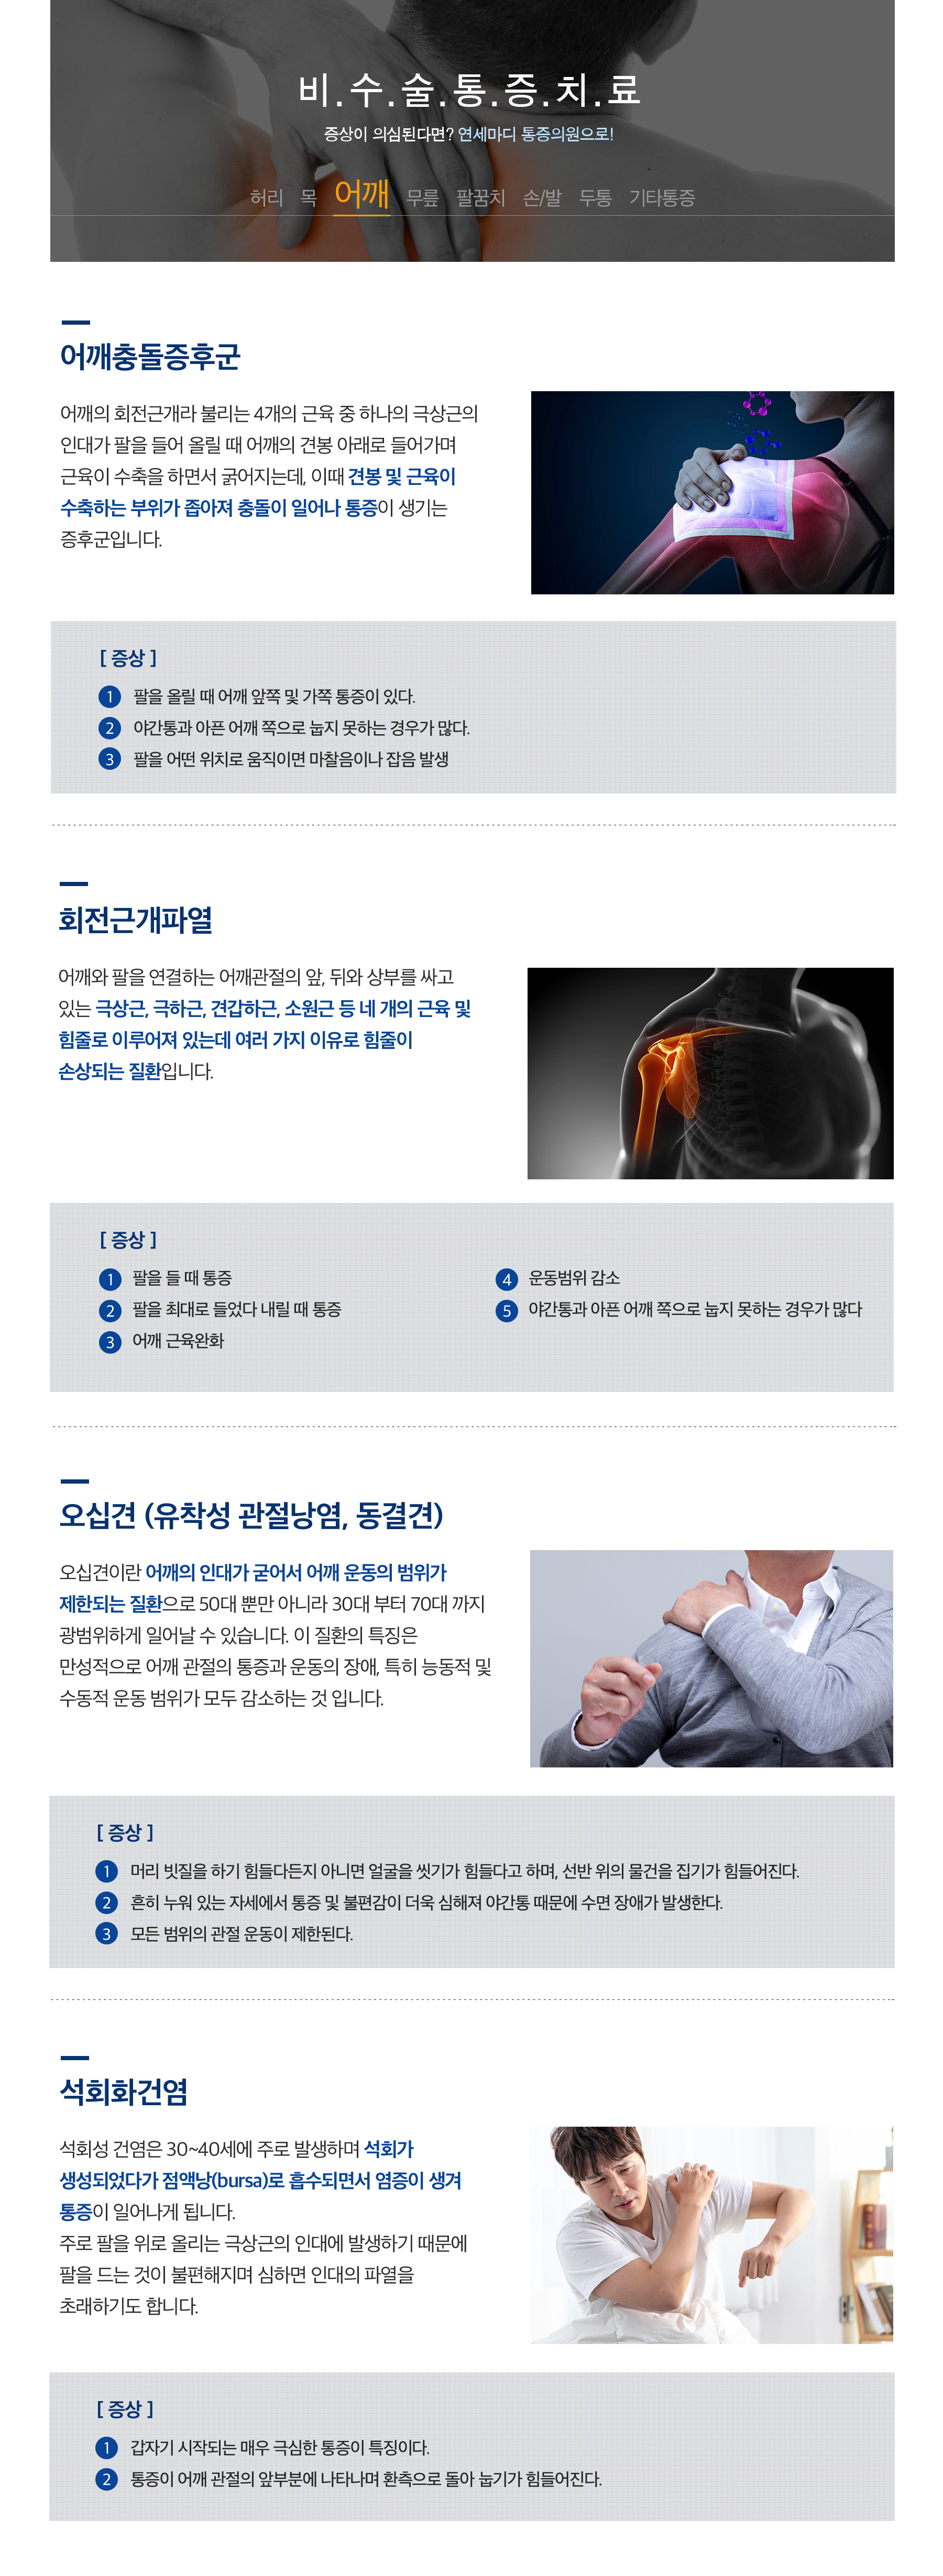 비.수.술.통.증.치.료
증상이 의심된다면? 연세마디 통증의원으로!
허리 목 어깨 무릎 팔꿈치 손/발 두통 기타통증
어깨충돌증후군
어깨의 회전근개라 불리는 4개의 근육 중 하나의 극상근의
인대가 팔을 들어 올릴 때 어깨의 견봉 아래로 들어가며
근육이 수축을 하면서 굵어지는데, 이때 견봉 및 근육이
수축하는 부위가 좁아져 충돌이 일어나 통증이 생기는
증후군입니다.
[ 증상 ]
1 팔을 올릴 때 어깨 앞쪽 및 가쪽 통증이 있다.
2 야간통과 아픈 어깨 쪽으로 눕지 못하는 경우가 많다.
3 팔을 어떤 위치로 움직이면 마찰음이나 잡음 발생
회전근개파열
어깨와 팔을 연결하는 어깨관절의 앞, 뒤와 상부를 싸고
있는 극상근, 극하근, 견갑하근, 소원근 등 네 개의 근육 및
힘줄로 이루어져 있는데 여러 가지 이유로 힘줄이
손상되는 질환입니다.
[ 증상 ]
1 팔을 들 때 통증
2 팔을 최대로 들었다 내릴 때 통증
3 어깨 근육완화
4 운동범위 감소
5 야간통과 아픈 어깨 쪽으로 눕지 못하는 경우가 많다
오십견 (유착성 관절낭염, 동결견)
오십견이란 어깨의 인대가 굳어서 어깨 운동의 범위가
제한되는 질환으로 50대 뿐만 아니라 30대 부터 70대 까지
광범위하게 일어날 수 있습니다. 이 질환의 특징은
만성적으로 어깨 관절의 통증과 운동의 장애, 특히 능동적 및
수동적 운동 범위가 모두 감소하는 것 입니다.
[ 증상 ]
1 머리 빗질을 하기 힘들다든지 아니면 얼굴을 씻기가 힘들다고 하며, 선반 위의 물건을 집기가 힘들어진다.
2 흔히 누워 있는 자세에서 통증 및 불편감이 더욱 심해져 야간통 때문에 수면 장애가 발생한다.
3 모든 범위의 관절 운동이 제한된다.
석회화건염
석회성 건염은 30~40세에 주로 발생하며 석회가
생성되었다가 점액낭(bursa)로 흡수되면서 염증이 생겨
통증이 일어나게 됩니다.
주로 팔을 위로 올리는 극상근의 인대에 발생하기 때문에
팔을 드는 것이 불편해지며 심하면 인대의 파열을
초래하기도 합니다.
[ 증상 ]
1 갑자기 시작되는 매우 극심한 통증이 특징이다.
2 통증이 어깨 관절의 앞부분에 나타나며 환측으로 돌아 눕기가 힘들어진다.